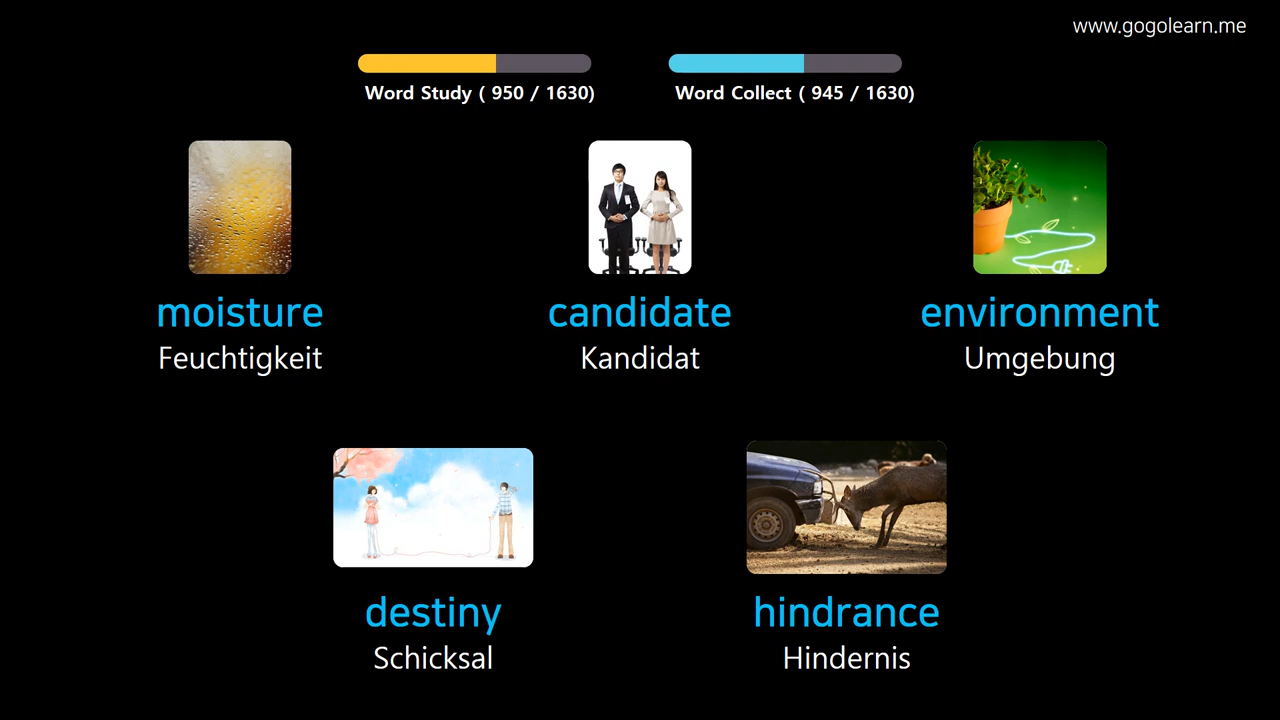 www.gogolearn.me
Word Study ( 950 / 1630)
Word Collect ( 945 / 1630)
moisture
Feuchtigkeit
candidate
Kandidat
environment
Umgebung
destiny
Schicksal
hindrance
Hindernis